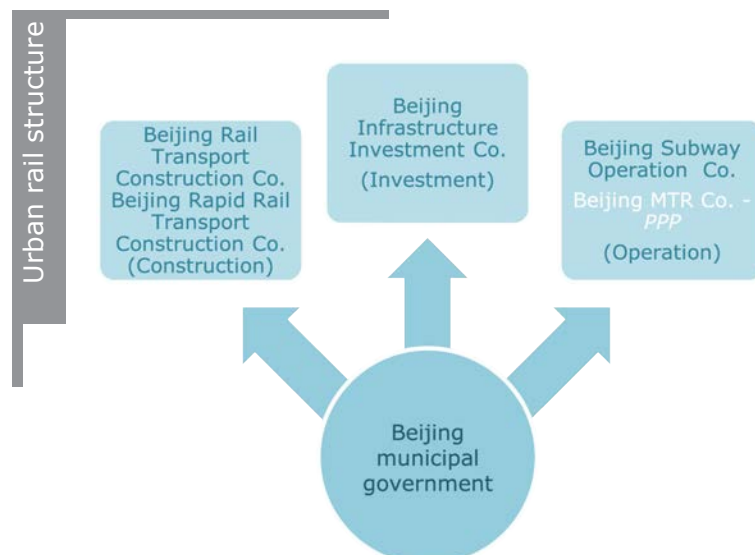 Urban rail structure
Beijing Rail
Transport
Construction Co.
Beijing Rapid Rail
Transport
Construction Co.
(Construction)
Beijing
Infrastructure
Investment Co.
(Investment)
Beijing Subway
Operation Co.
Beijing MTR Co. -
PPP
(Operation)
Beijing
municipal
government